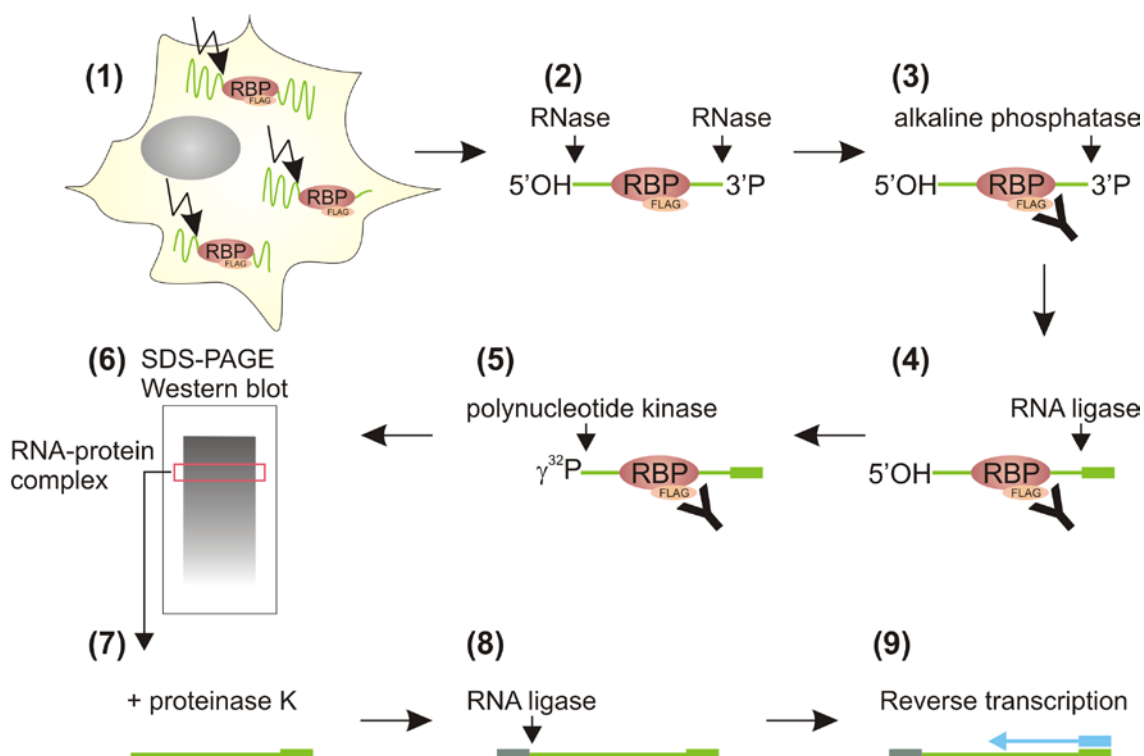 (1)
RBP
FLAG
RBP
FLAG
RBP
FLAG
(2)
RNase RNase
5'OH RBP 3'P
FLAG
(3)
alkaline phosphatase
5'OH RBP 3'P
FLAG
(6) SDS-PAGE
Western blot
RNA-protein
complex
(5)
polynucleotide kinase
γ³²P RBP
FLAG
(4)
RNA ligase
5'OH RBP
FLAG
(7)
+ proteinase K
(8)
RNA ligase
(9)
Reverse transcription